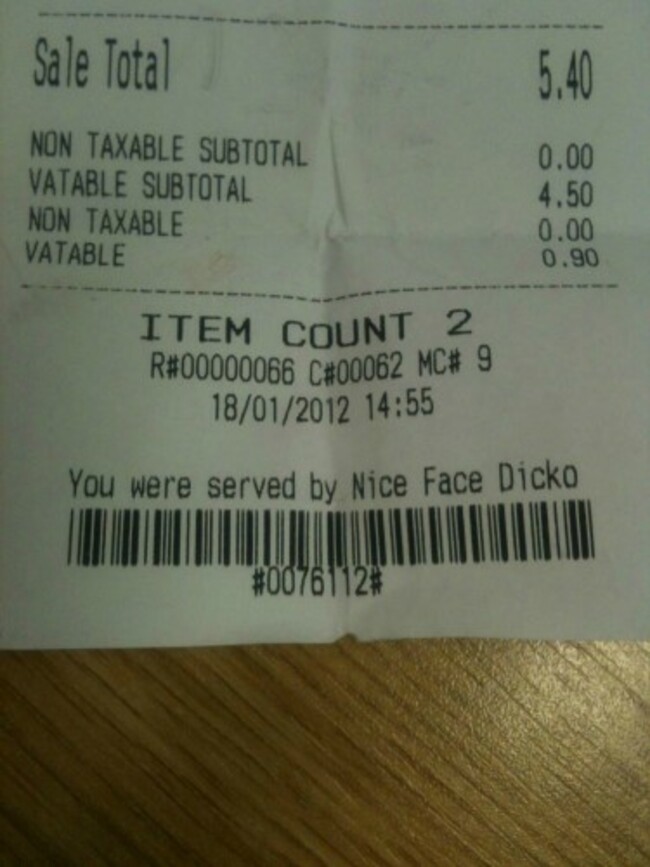 Sale Total 5.40
NON TAXABLE SUBTOTAL 0.00
VATABLE SUBTOTAL 4.50
NON TAXABLE 0.00
VATABLE 0.90
ITEM COUNT 2
R#00000066 C#00062 MC# 9
18/01/2012 14:55
You were served by Nice Face Dicko
#0076112#